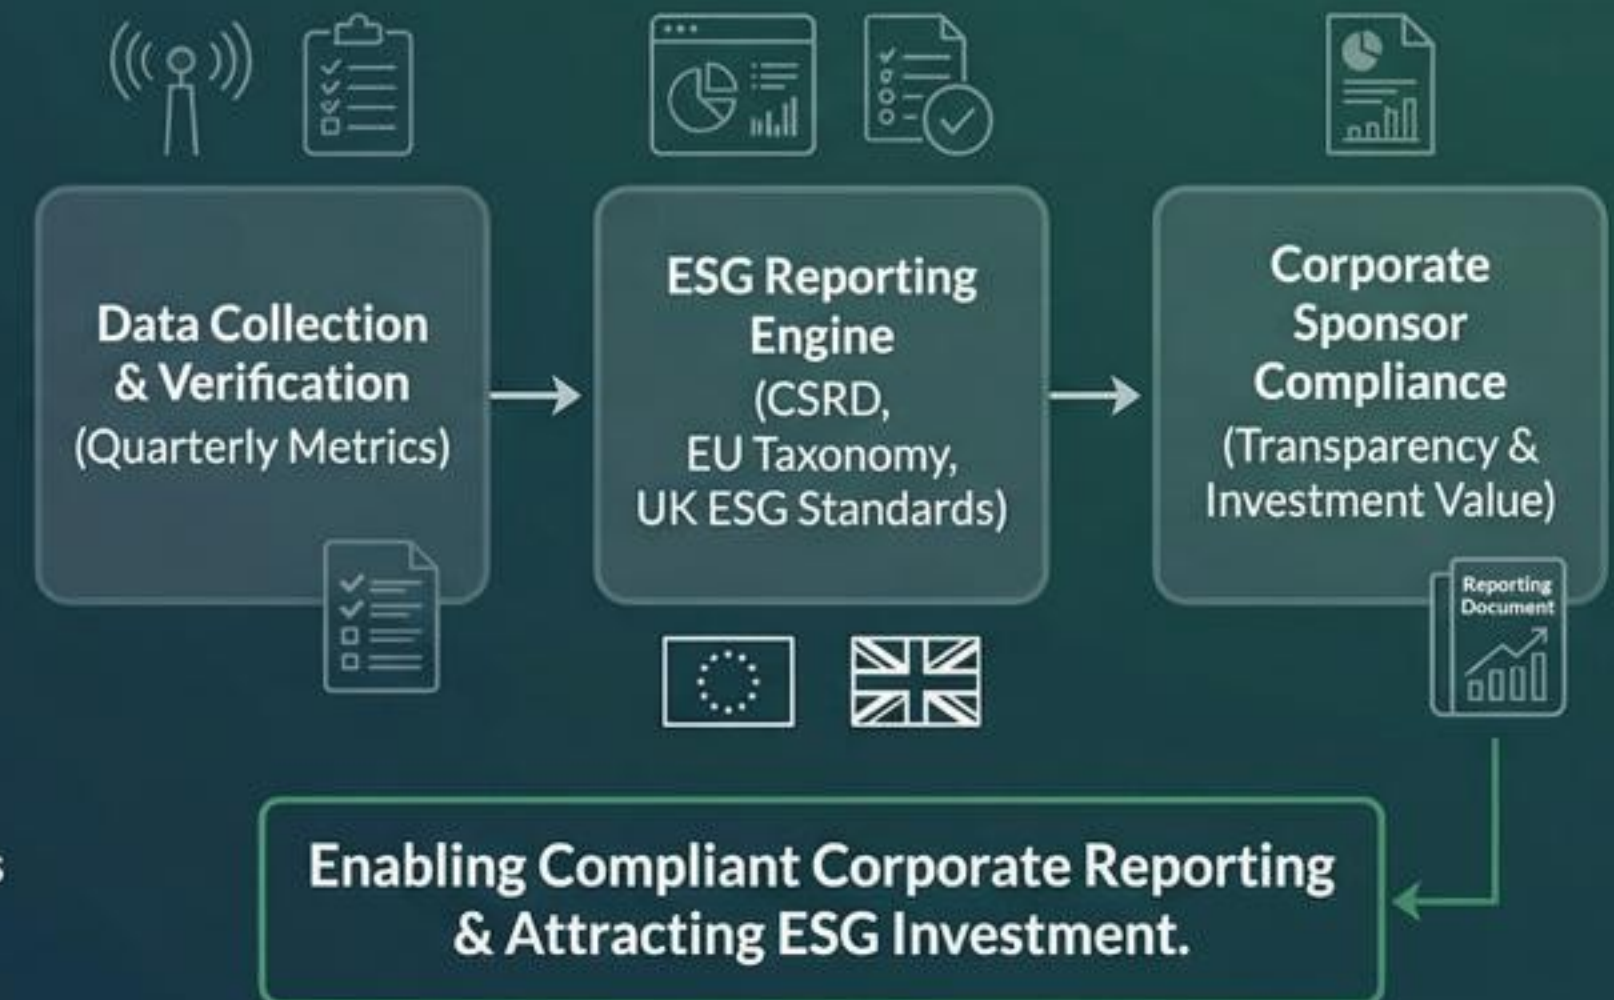 Data Collection
& Verification
(Quarterly Metrics)
ESG Reporting
Engine
(CSRD,
EU Taxonomy,
UK ESG Standards)
Corporate
Sponsor
Compliance
(Transparency &
Investment Value)
Reporting
Document
Enabling Compliant Corporate Reporting
& Attracting ESG Investment.